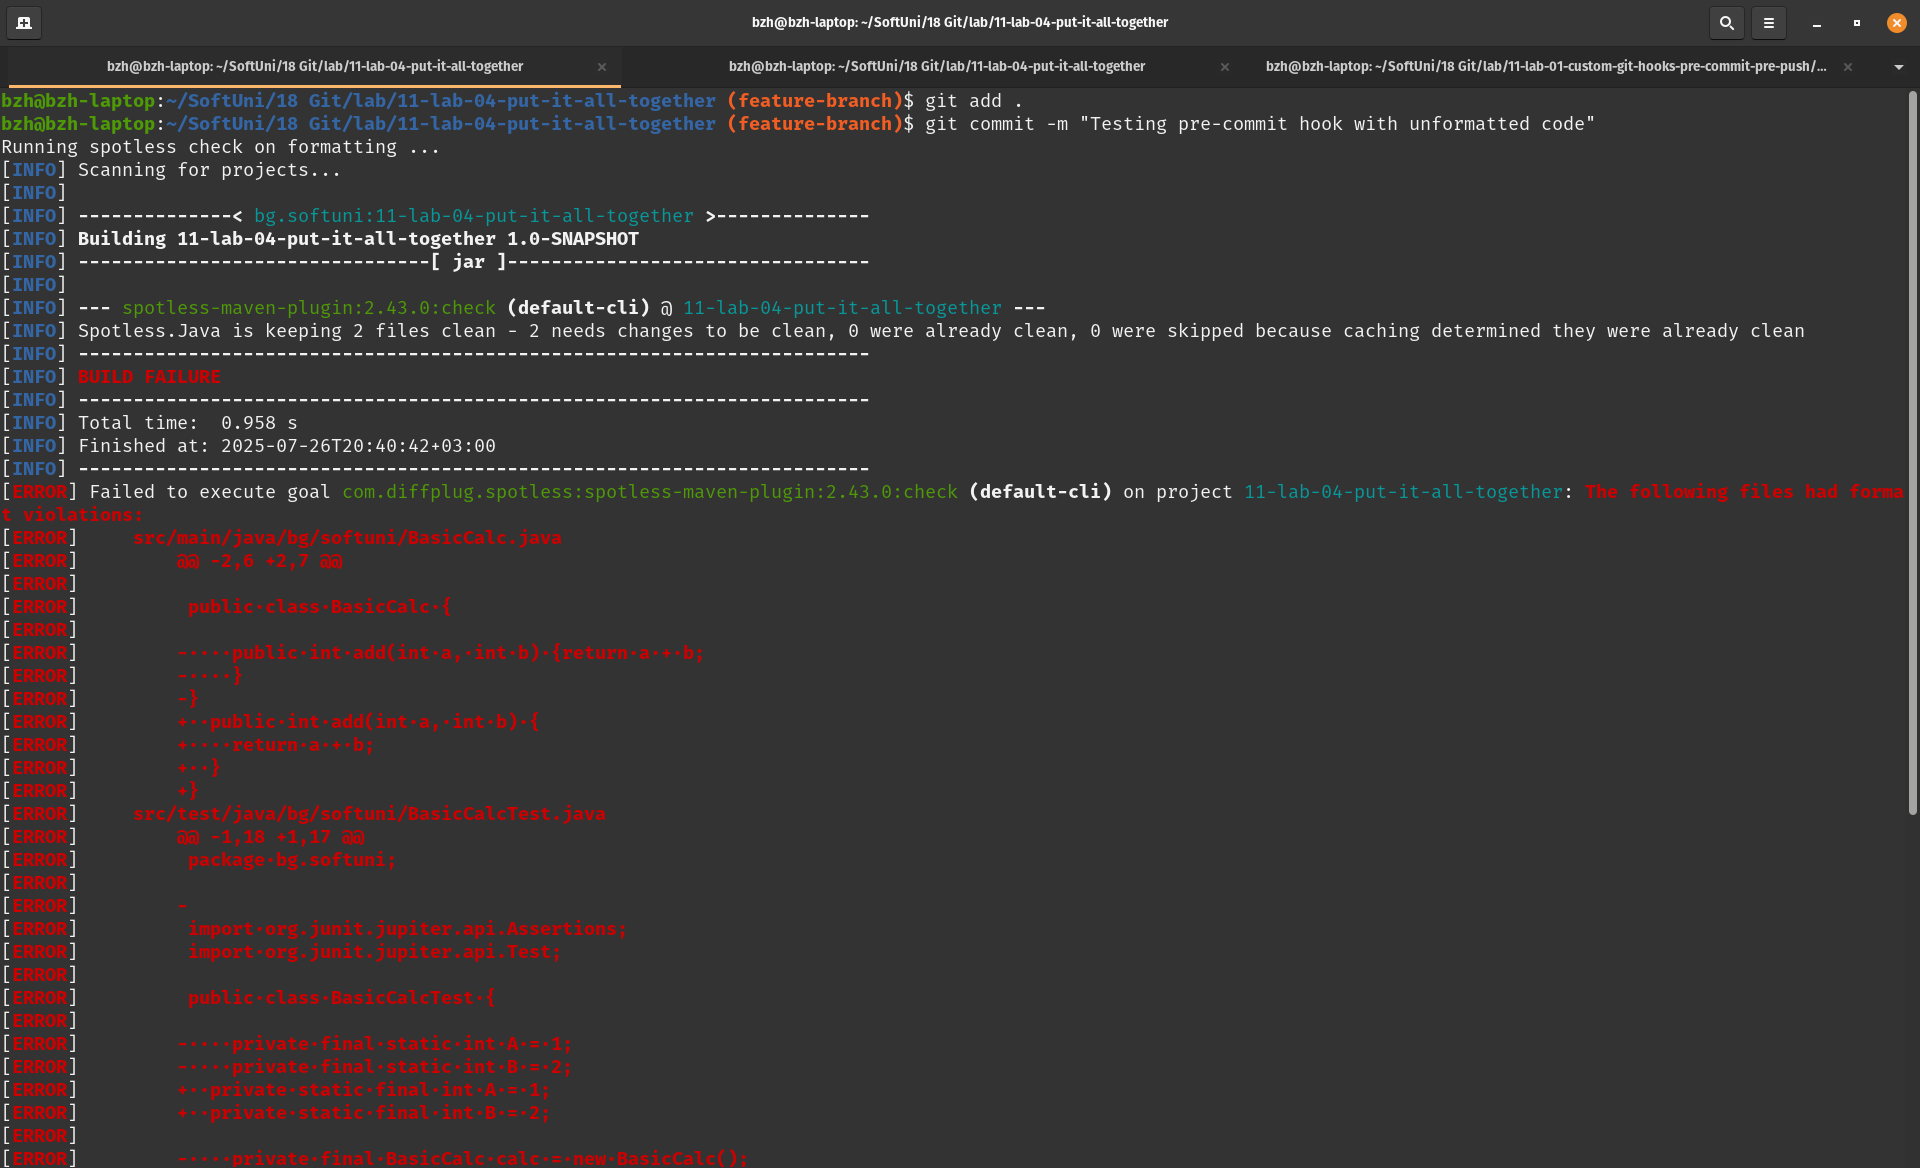 bzh@bzh-laptop: ~/SoftUni/18 Git/lab/11-lab-04-put-it-all-together
bzh@bzh-laptop: ~/SoftUni/18 Git/lab/11-lab-04-put-it-all-together
bzh@bzh-laptop: ~/SoftUni/18 Git/lab/11-lab-04-put-it-all-together
bzh@bzh-laptop: ~/SoftUni/18 Git/lab/11-lab-01-custom-git-hooks-pre-commit-pre-push/...
bzh@bzh-laptop:~/SoftUni/18 Git/lab/11-lab-04-put-it-all-together (feature-branch)$ git add .
bzh@bzh-laptop:~/SoftUni/18 Git/lab/11-lab-04-put-it-all-together (feature-branch)$ git commit -m "Testing pre-commit hook with unformatted code"
Running spotless check on formatting ...
[INFO] Scanning for projects...
[INFO]
[INFO] --------------< bg.softuni:11-lab-04-put-it-all-together >--------------
[INFO] Building 11-lab-04-put-it-all-together 1.0-SNAPSHOT
[INFO] --------------------------------[ jar ]---------------------------------
[INFO]
[INFO] --- spotless-maven-plugin:2.43.0:check (default-cli) @ 11-lab-04-put-it-all-together ---
[INFO] Spotless.Java is keeping 2 files clean - 2 needs changes to be clean, 0 were already clean, 0 were skipped because caching determined they were already clean
[INFO] ------------------------------------------------------------------------
[INFO] BUILD FAILURE
[INFO] ------------------------------------------------------------------------
[INFO] Total time:  0.958 s
[INFO] Finished at: 2025-07-26T20:40:42+03:00
[INFO] ------------------------------------------------------------------------
[ERROR] Failed to execute goal com.diffplug.spotless:spotless-maven-plugin:2.43.0:check (default-cli) on project 11-lab-04-put-it-all-together: The following files had forma
t violations:
[ERROR]     src/main/java/bg/softuni/BasicCalc.java
[ERROR]         @@ -2,6 +2,7 @@
[ERROR]
[ERROR]          public·class·BasicCalc·{
[ERROR]
[ERROR]         -····public·int·add(int·a,·int·b)·{return·a·+·b;
[ERROR]         -····}
[ERROR]         -}
[ERROR]         +··public·int·add(int·a,·int·b)·{
[ERROR]         +····return·a·+·b;
[ERROR]         +··}
[ERROR]         +}
[ERROR]     src/test/java/bg/softuni/BasicCalcTest.java
[ERROR]         @@ -1,18 +1,17 @@
[ERROR]          package·bg.softuni;
[ERROR]
[ERROR]         -
[ERROR]          import·org.junit.jupiter.api.Assertions;
[ERROR]          import·org.junit.jupiter.api.Test;
[ERROR]
[ERROR]          public·class·BasicCalcTest·{
[ERROR]
[ERROR]         -····private·final·static·int·A·=·1;
[ERROR]         -····private·final·static·int·B·=·2;
[ERROR]         +··private·static·final·int·A·=·1;
[ERROR]         +··private·static·final·int·B·=·2;
[ERROR]
[ERROR]         -····private·final·BasicCalc·calc·=·new·BasicCalc();